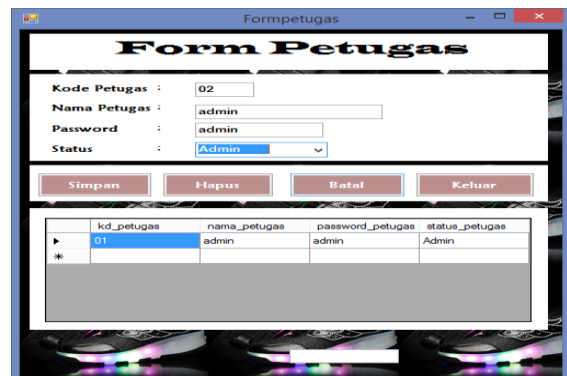 Formpetugas
Form Petugas
Kode Petugas : 02
Nama Petugas : admin
Password : admin
Status : Admin
Simpan Hapus Batal Keluar
kd_petugas nama_petugas password_petugas status_petugas
01 admin admin Admin